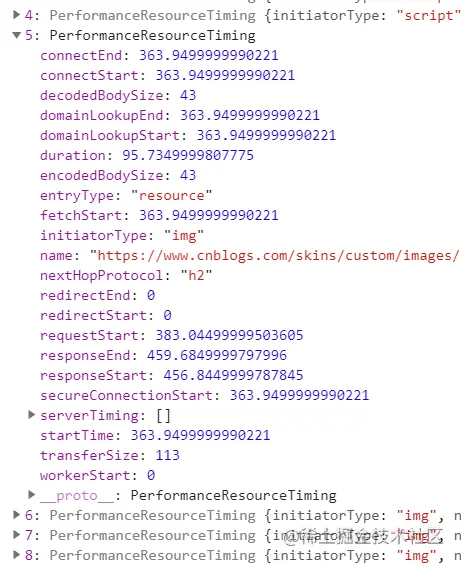 4: PerformanceResourceTiming {initiatorType: "script"
5: PerformanceResourceTiming
connectEnd: 363.9499999990221
connectStart: 363.9499999990221
decodedBodySize: 43
domainLookupEnd: 363.9499999990221
domainLookupStart: 363.9499999990221
duration: 95.7349999807775
encodedBodySize: 43
entryType: "resource"
fetchStart: 363.9499999990221
initiatorType: "img"
name: "https://www.cnblogs.com/skins/custom/images/
nextHopProtocol: "h2"
redirectEnd: 0
redirectStart: 0
requestStart: 383.04499999503605
responseEnd: 459.6849999797996
responseStart: 456.8449999787845
secureConnectionStart: 363.9499999990221
serverTiming: []
startTime: 363.9499999990221
transferSize: 113
workerStart: 0
__proto__: PerformanceResourceTiming
6: PerformanceResourceTiming {initiatorType: "img", n
7: PerformanceResourceTiming {initiatorType: "img", n
8: PerformanceResourceTiming {initiatorType: "img", n
@稀土掘金技术社区